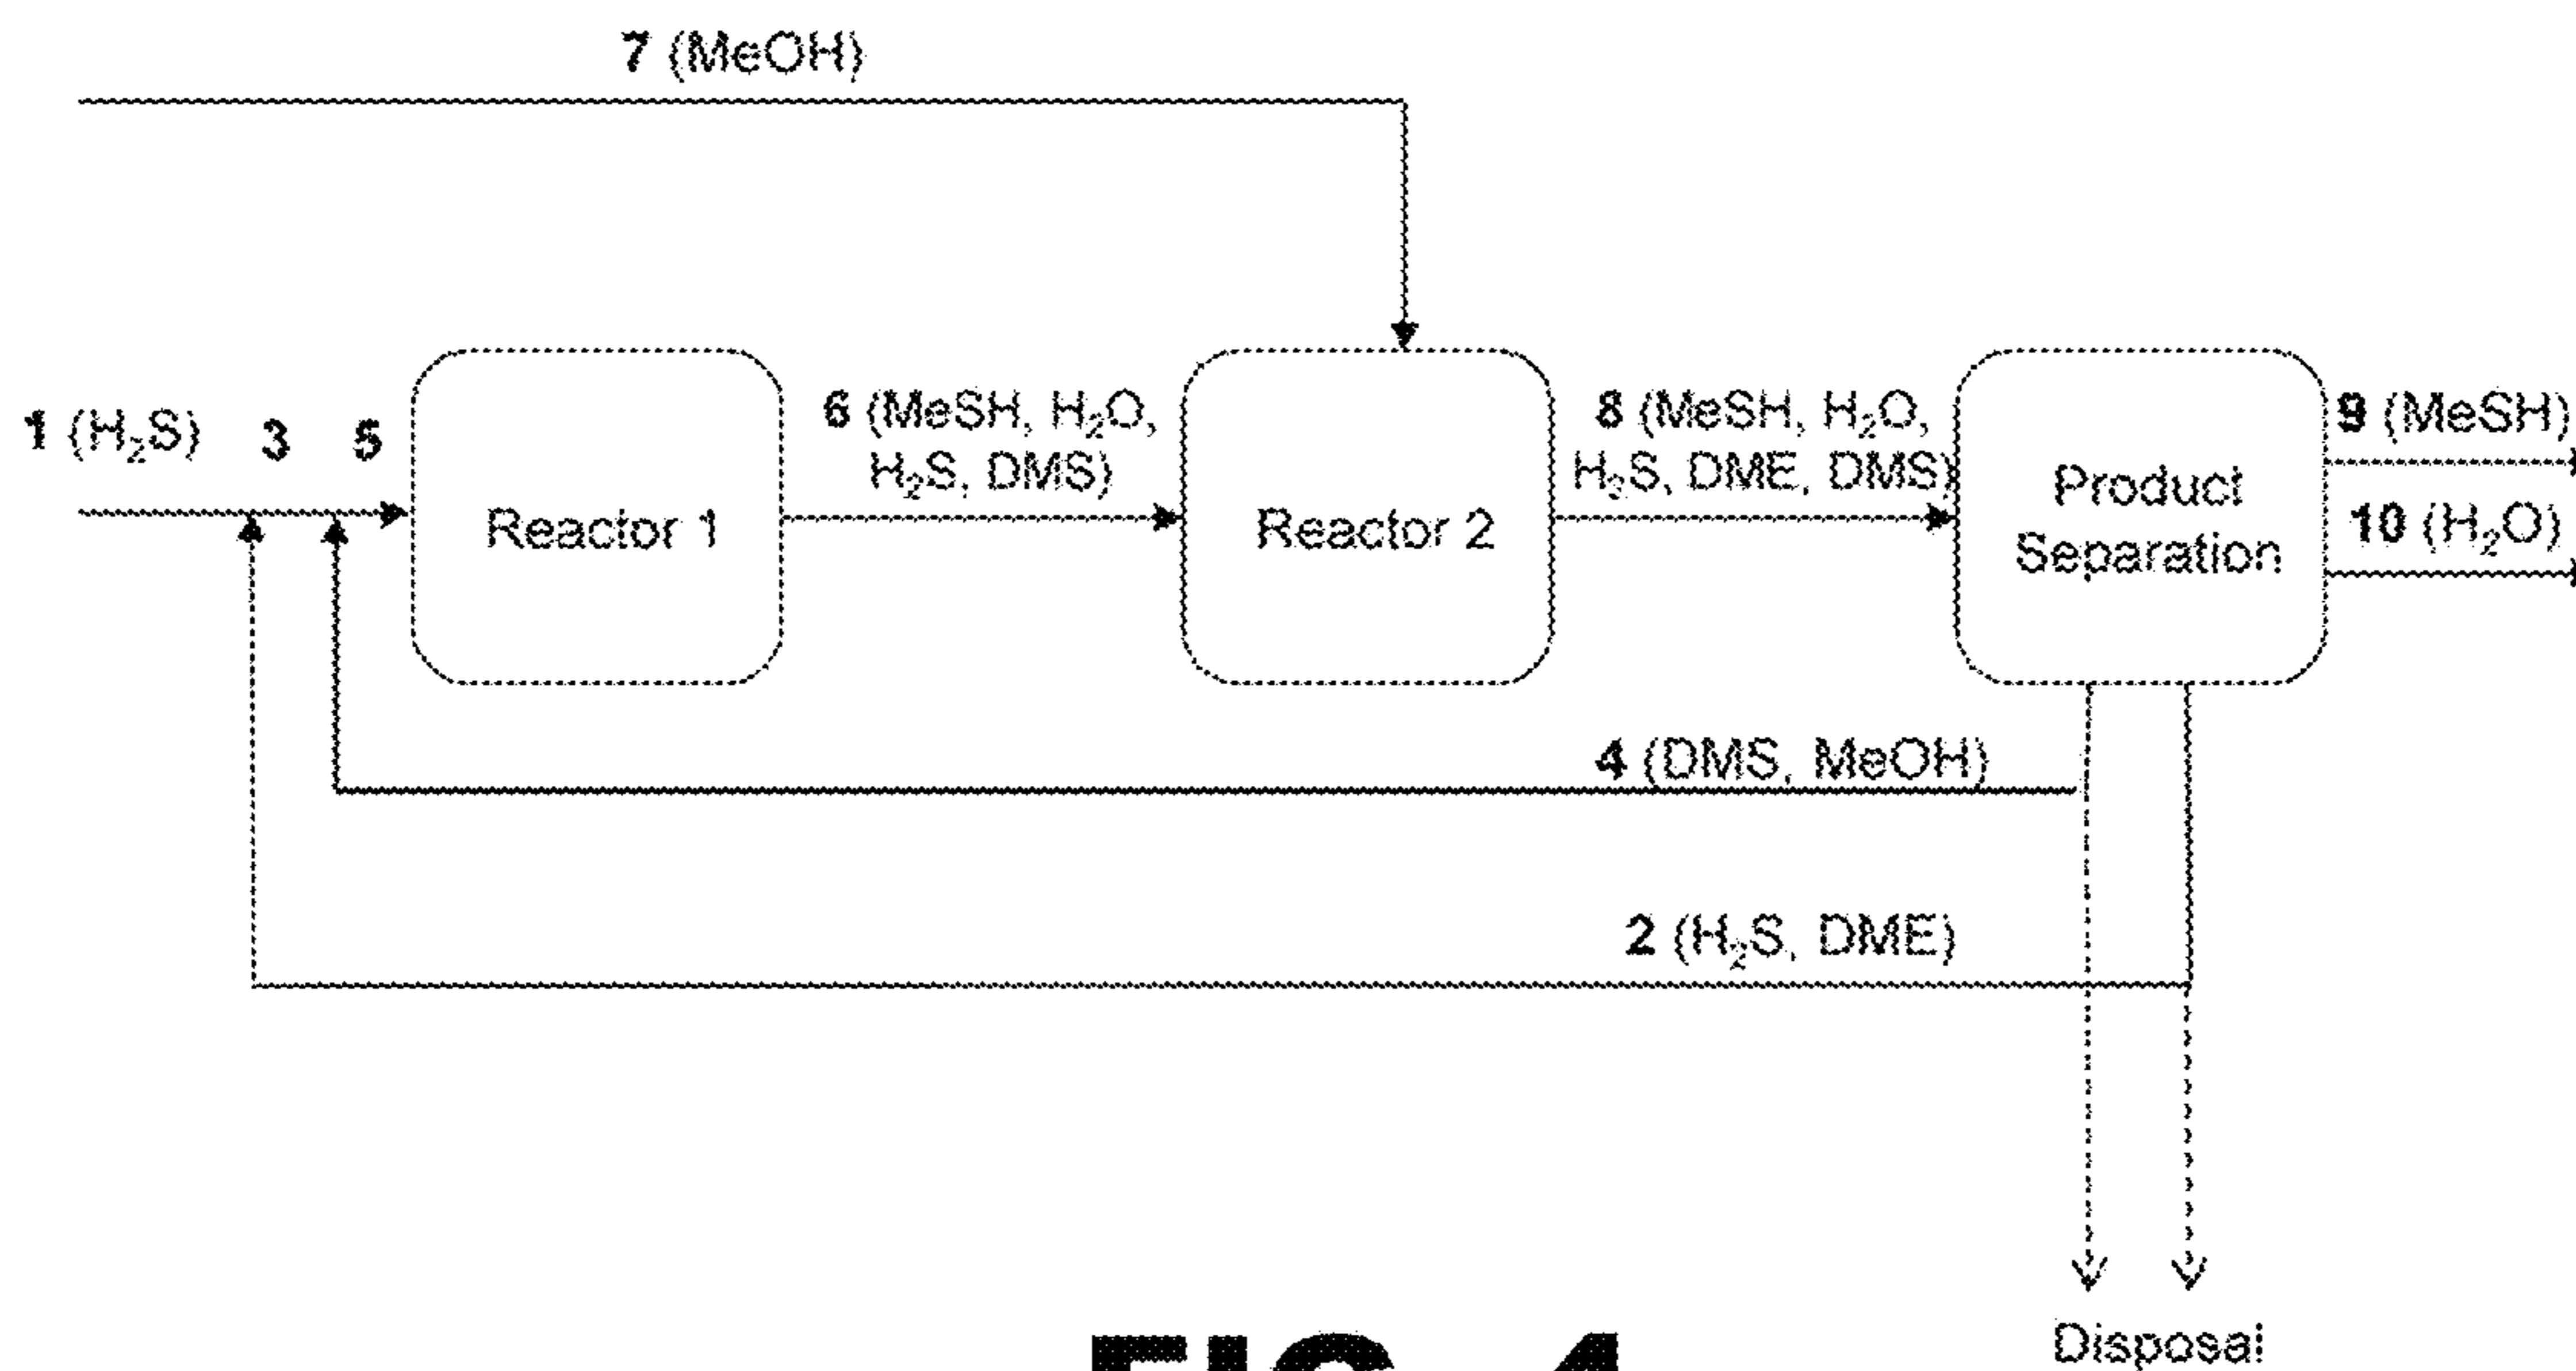 7 (MeOH)
1 (H₂S)
3
5
6 (MeSH, H₂O,
H₂S, DMS)
8 (MeSH, H₂O,
H₂S, DME, DMS)
9 (MeSH)
10 (H₂O)
Reactor 1
Reactor 2
Product
Separation
4 (DMS, MeOH)
2 (H₂S, DME)
Disposal